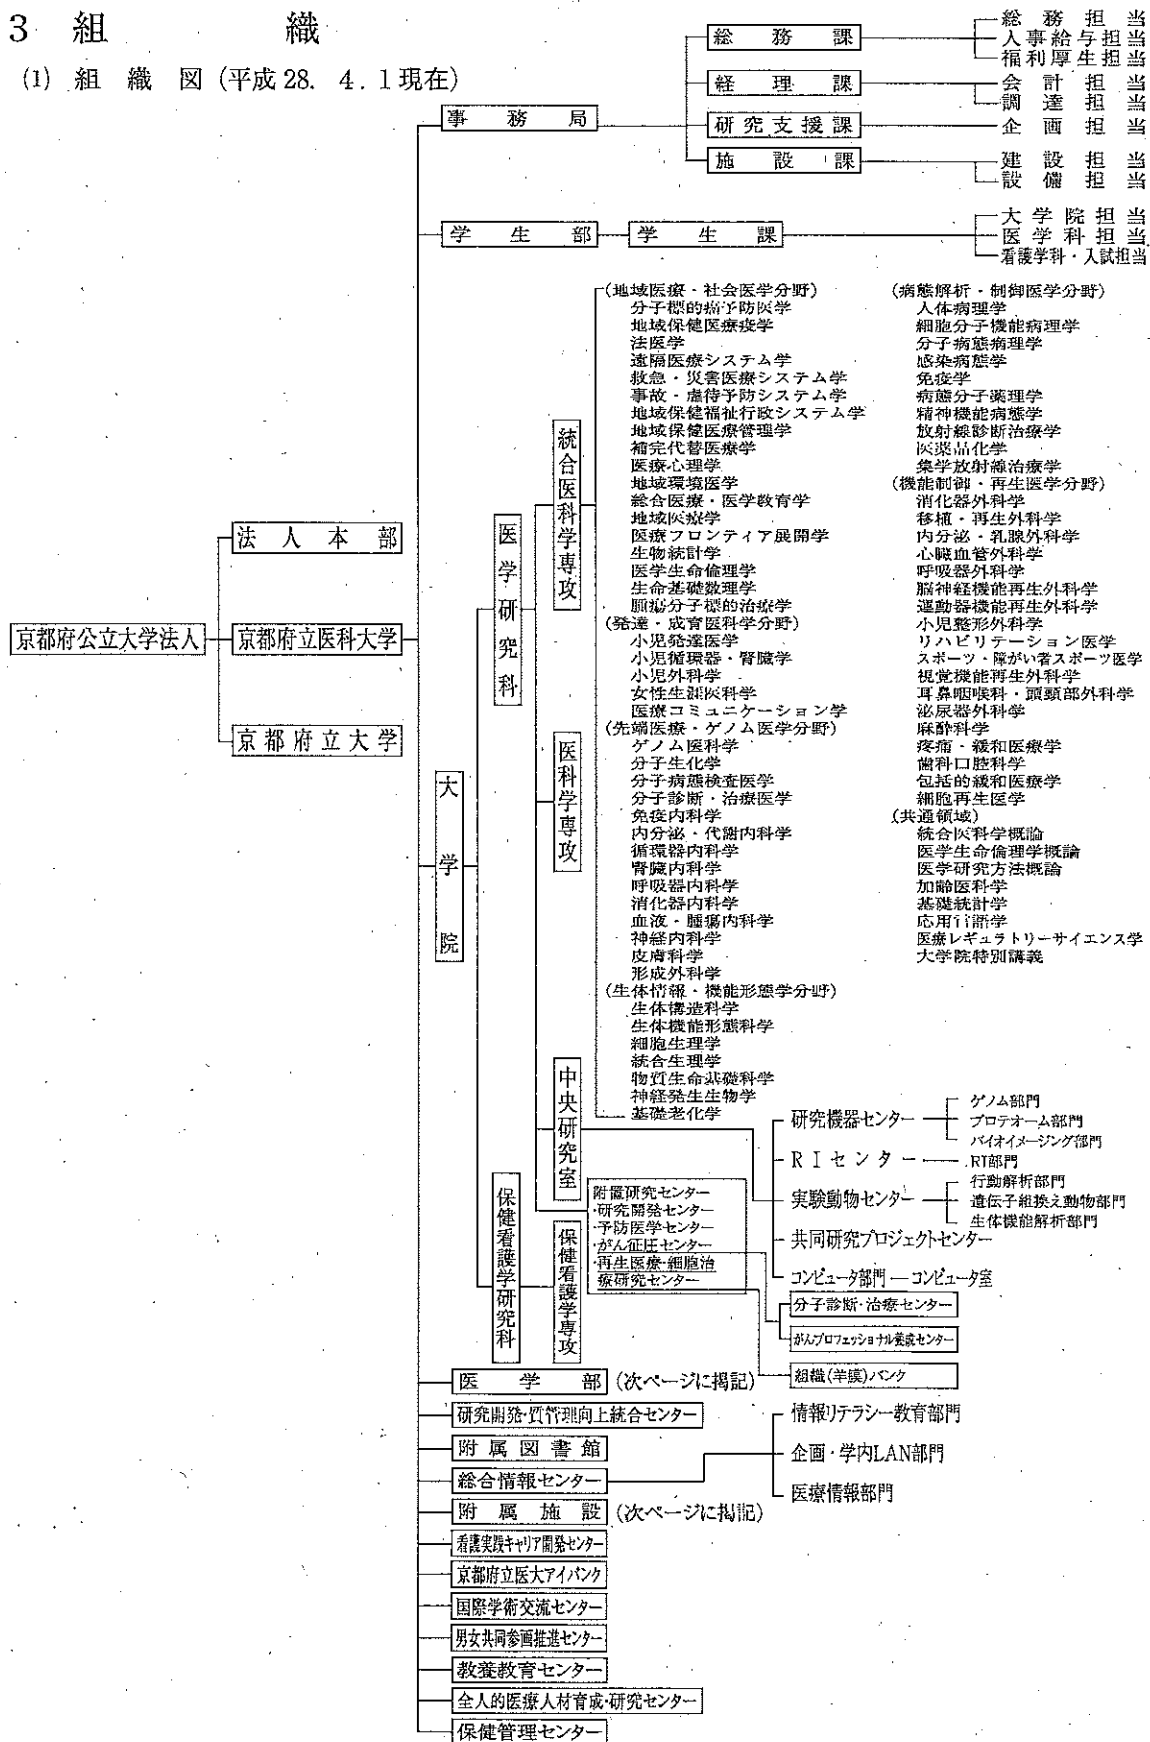 3 組 織
(1) 組 織 図 (平成28. 4. 1現在)
京都府公立大学法人
法 人 本 部
京都府立医科大学
京 都 府 立 大 学
事 務 局
総 務 課
総 務 担 当
人事給与担当
福利厚生担当
経 理 課
会 計 担 当
調 達 担 当
研究支援課
企 画 担 当
施 設 課
建 設 担 当
設 備 担 当
学 生 部
学 生 課
大学院担当
医学科担当
看護学科・入試担当
大 学 院
医 学 研 究 科
統合医科学専攻
(地域医療・社会医学分野)
分子標的癌予防医学
地域保健医療疫学
法医学
遠隔医療システム学
救急・災害医療システム学
事故・虐待予防システム学
地域保健福祉行政システム学
地域保健医療管理学
補完代替医療学
医療心理学
地域環境医学
総合医療・医学教育学
地域医療学
医療フロンティア展開学
生物統計学
医学生命倫理学
生命基礎数理学
腫瘍分子標的治療学
(発達・成育医科学分野)
小児発達医学
小児循環器・腎臓学
小児外科学
女性生涯医科学
医療コミュニケーション学
(先端医療・ゲノム医学分野)
ゲノム医科学
分子生化学
分子病態検査医学
分子診断・治療医学
免疫内科学
内分泌・代謝内科学
循環器内科学
腎臓内科学
呼吸器内科学
消化器内科学
血液・腫瘍内科学
神経内科学
皮膚科学
形成外科学
(生体情報・機能形態学分野)
生体構造科学
生体機能形態科学
細胞生理学
統合生理学
物質生命基礎科学
神経発生生物学
基礎老化学
(病態解析・制御医学分野)
人体病理学
細胞分子機能病理学
分子病態病理学
感染病態学
免疫学
病態分子薬理学
精神機能病態学
放射線診断治療学
医薬品化学
集学放射線治療学
(機能制御・再生医学分野)
消化器外科学
移植・再生外科学
内分泌・乳腺外科学
心臓血管外科学
呼吸器外科学
脳神経機能再生外科学
運動器機能再生外科学
小児整形外科学
リハビリテーション医学
スポーツ・障がい者スポーツ医学
視覚機能再生外科学
耳鼻咽喉科・頭頸部外科学
泌尿器外科学
麻酔科学
疼痛・緩和医療学
歯科口腔科学
包括的緩和医療学
細胞再生医学
(共通領域)
統合医科学概論
医学生命倫理学概論
医学研究方法概論
加齢医科学
基礎統計学
応用言語学
医療レギュラトリーサイエンス学
大学院特別講義
医科学専攻
中央研究室
研究機器センター
ゲノム部門
プロテオーム部門
バイオイメージング部門
RIセンター
RI部門
実験動物センター
行動解析部門
遺伝子組換え動物部門
生体機能解析部門
共同研究プロジェクトセンター
コンピュータ部門
コンピュータ室
附置研究センター
・研究開発センター
・予防医学センター
・がん征圧センター
・再生医療・細胞治
療研究センター
分子診断・治療センター
がんプロフェッショナル養成センター
組織(羊膜)バンク
保健看護学研究科
保健看護学専攻
医 学 部 (次ページに掲記)
研究開発・質管理向上統合センター
附属図書館
総合情報センター
情報リテラシー教育部門
企画・学内LAN部門
医療情報部門
附 属 施 設 (次ページに掲記)
看護実践キャリア開発センター
京都府立医大アイバンク
国際学術交流センター
男女共同参画推進センター
教養教育センター
全人的医療人材育成・研究センター
保健管理センター